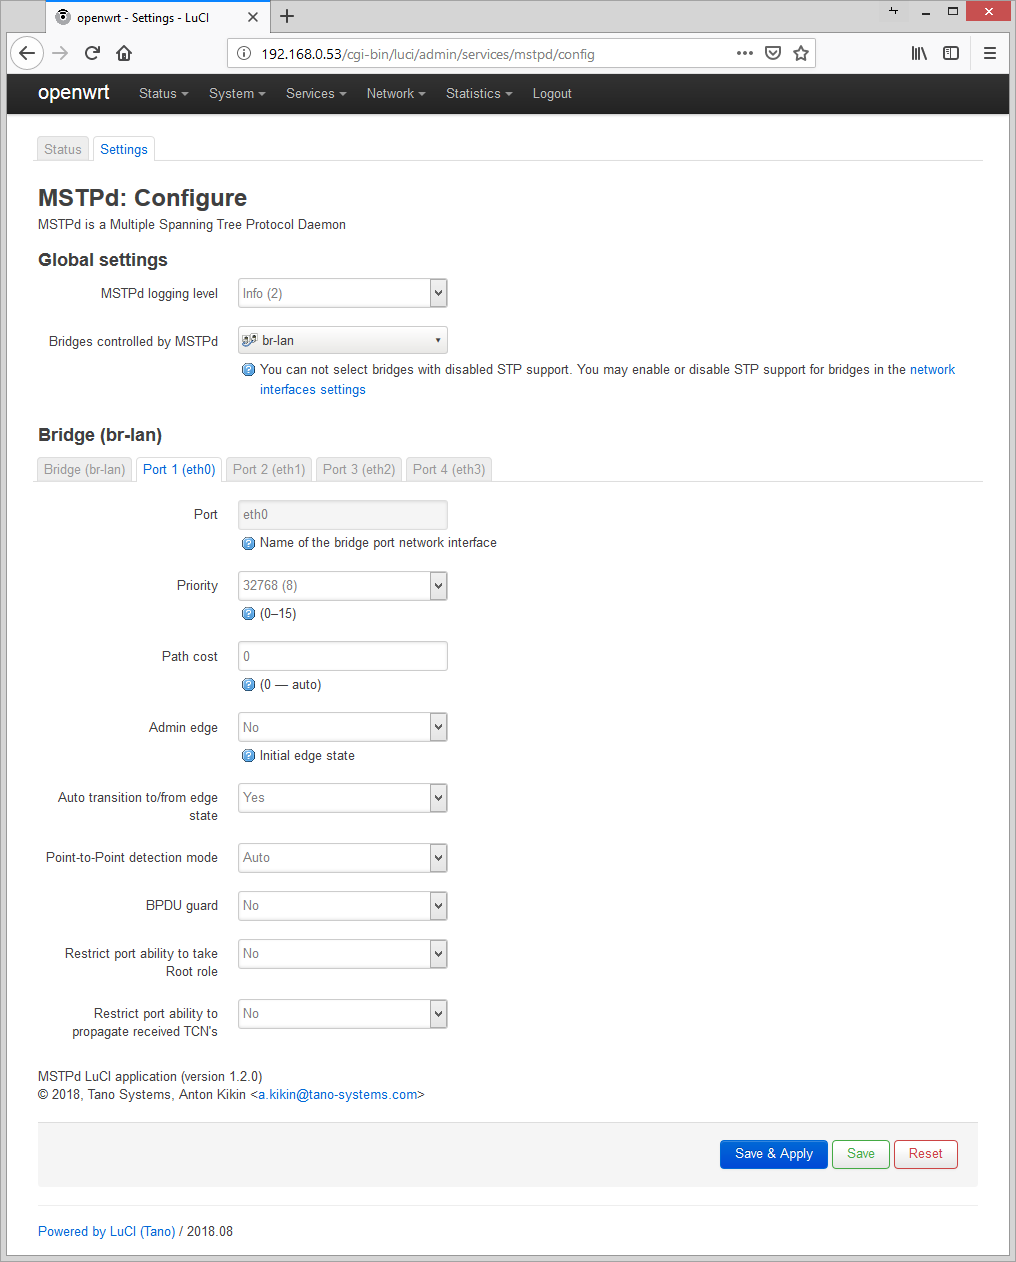 openwrt - Settings - LuCI
192.168.0.53/cgi-bin/luci/admin/services/mstpd/config
openwrt Status System Services Network Statistics Logout
Status Settings
MSTPd: Configure
MSTPd is a Multiple Spanning Tree Protocol Daemon
Global settings
MSTPd logging level Info (2)
Bridges controlled by MSTPd br-lan
You can not select bridges with disabled STP support. You may enable or disable STP support for bridges in the network
interfaces settings
Bridge (br-lan)
Bridge (br-lan) Port 1 (eth0) Port 2 (eth1) Port 3 (eth2) Port 4 (eth3)
Port eth0
Name of the bridge port network interface
Priority 32768 (8)
(0–15)
Path cost 0
(0 — auto)
Admin edge No
Initial edge state
Auto transition to/from edge
state
Yes
Point-to-Point detection mode Auto
BPDU guard No
Restrict port ability to take
Root role
No
Restrict port ability to
propagate received TCN's
No
MSTPd LuCI application (version 1.2.0)
© 2018, Tano Systems, Anton Kikin <a.kikin@tano-systems.com>
Save & Apply Save Reset
Powered by LuCI (Tano) / 2018.08